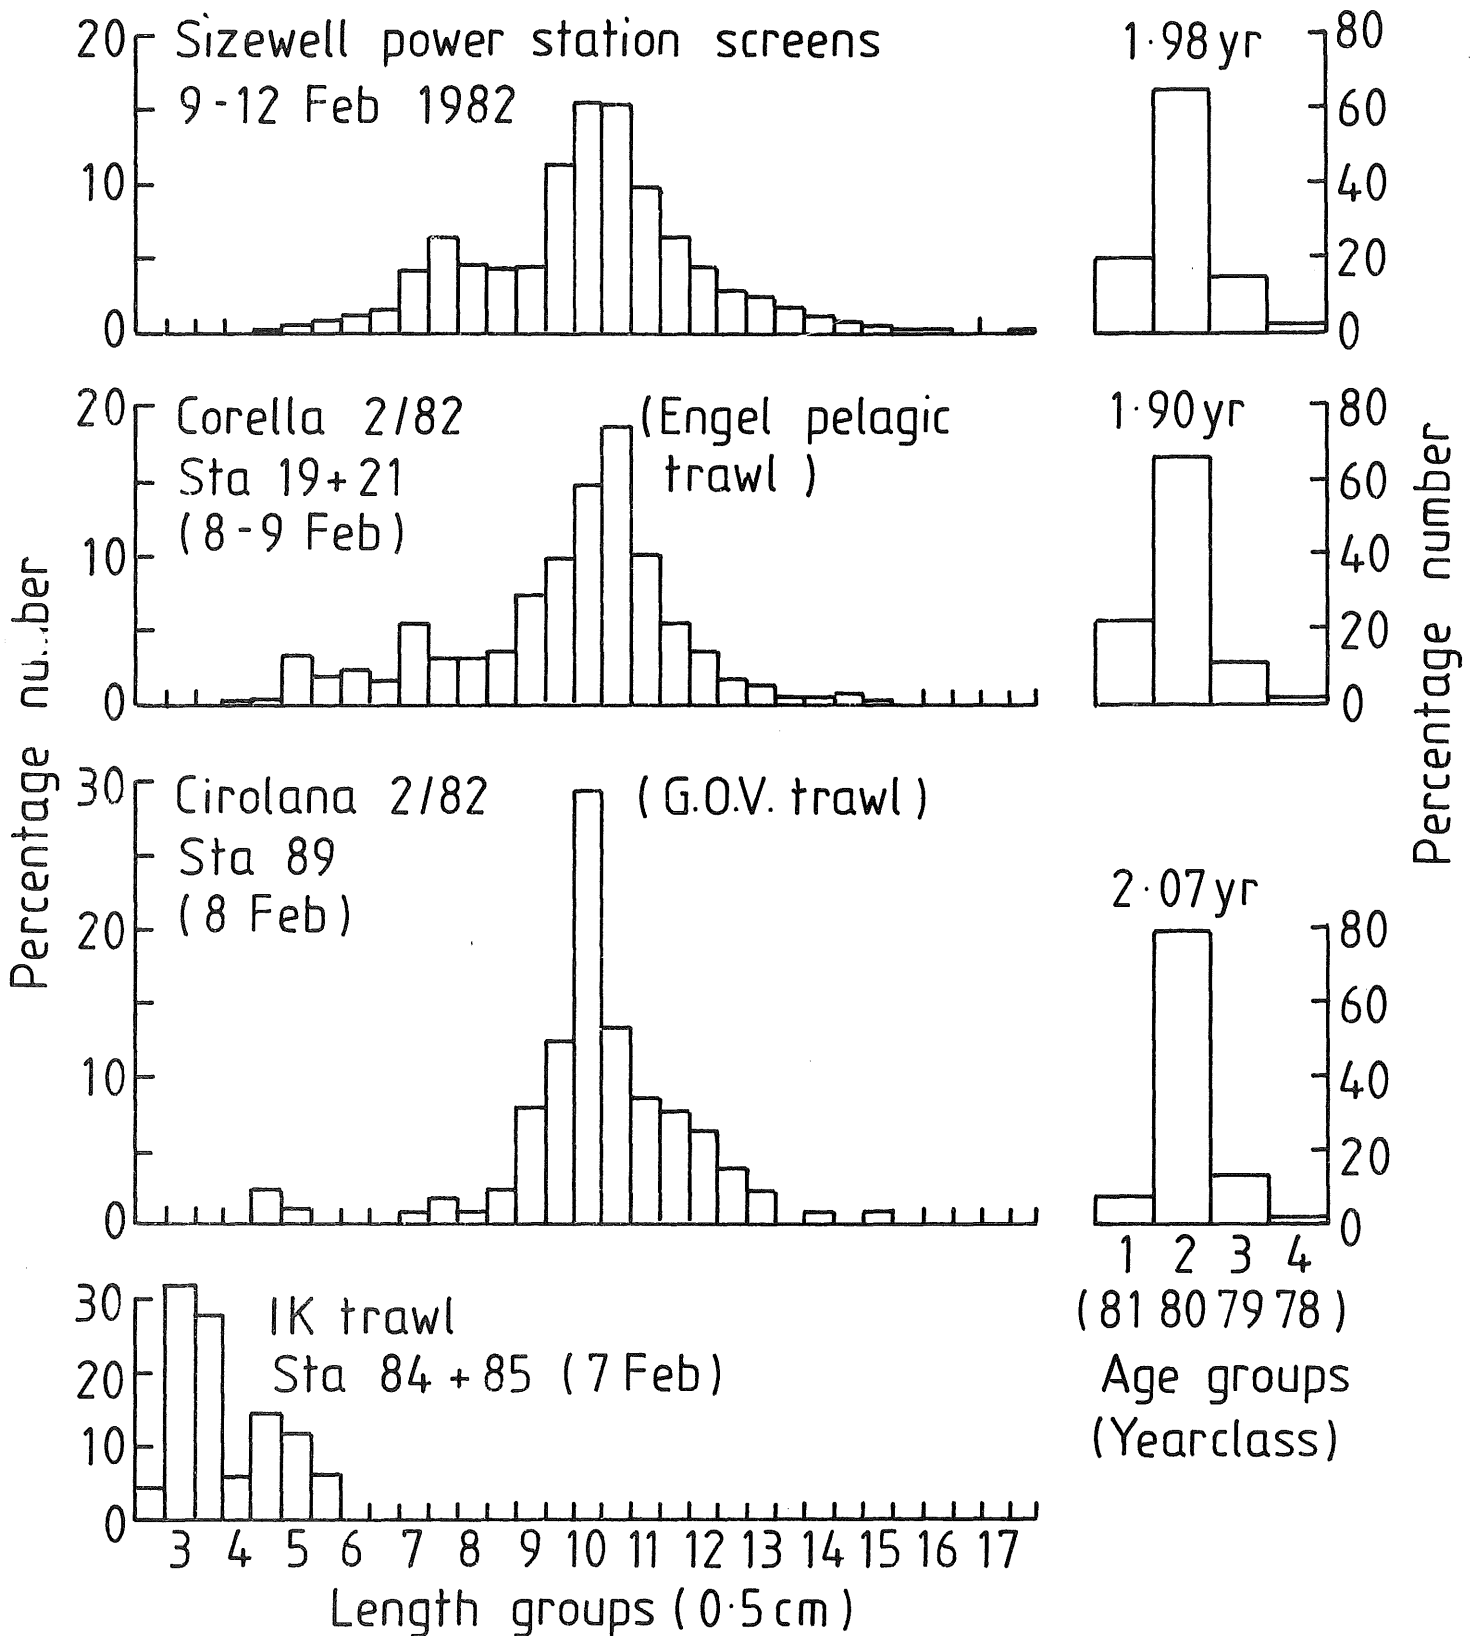 Sizewell power station screens
9-12 Feb 1982
20
10
0
1·98 yr
80
60
40
20
0
Corella 2/82
(Engel pelagic
trawl)
Sta 19+21
(8-9 Feb)
20
10
0
1·90 yr
80
60
40
20
0
Percentage nu...ber
Percentage number
Cirolana 2/82
(G.O.V. trawl)
Sta 89
(8 Feb)
30
20
10
0
2·07 yr
80
60
40
20
0
1 2 3 4
(81 80 79 78)
Age groups
(Yearclass)
IK trawl
Sta 84+85 (7 Feb)
30
20
10
0
3 4 5 6 7 8 9 10 11 12 13 14 15 16 17
Length groups (0·5cm)